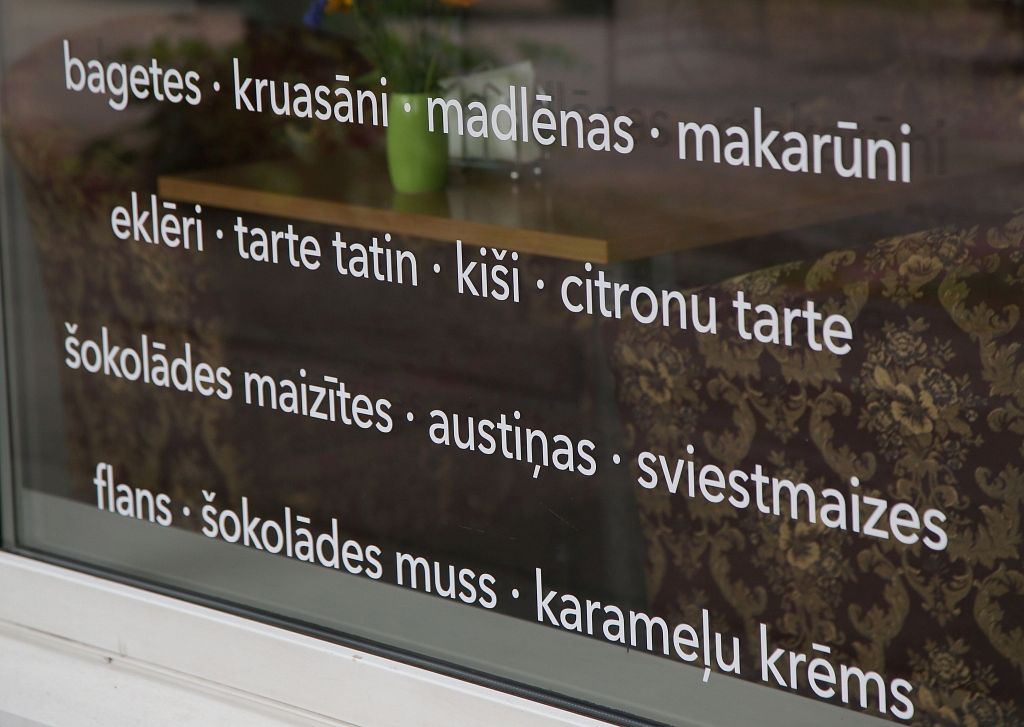 bagetes · kruasāni · madlēnas · makarūni
eklēri · tarte tatin · kiši · citronu tarte
šokolādes maizītes · austiņas · sviestmaizes
flans · šokolādes muss · karameļu krēms